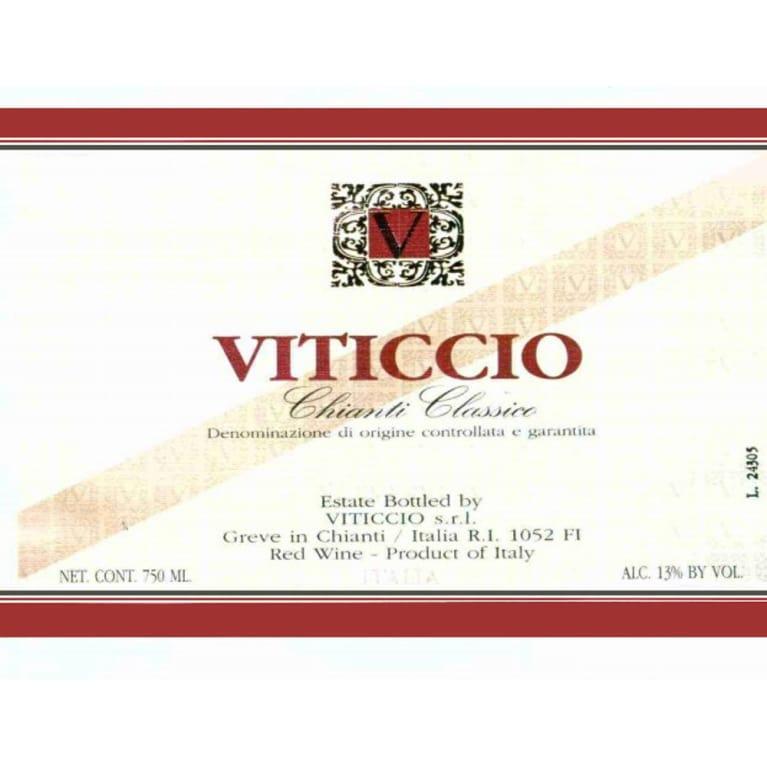 V
VITICCIO
Chianti Classico
Denominazione di origine controllata e garantita
Estate Bottled by
VITICCIO s.r.l.
Greve in Chianti / Italia R.I. 1052 FI
Red Wine - Product of Italy
NET. CONT. 750 ML.
ALC. 13% BY VOL.
L. 24305